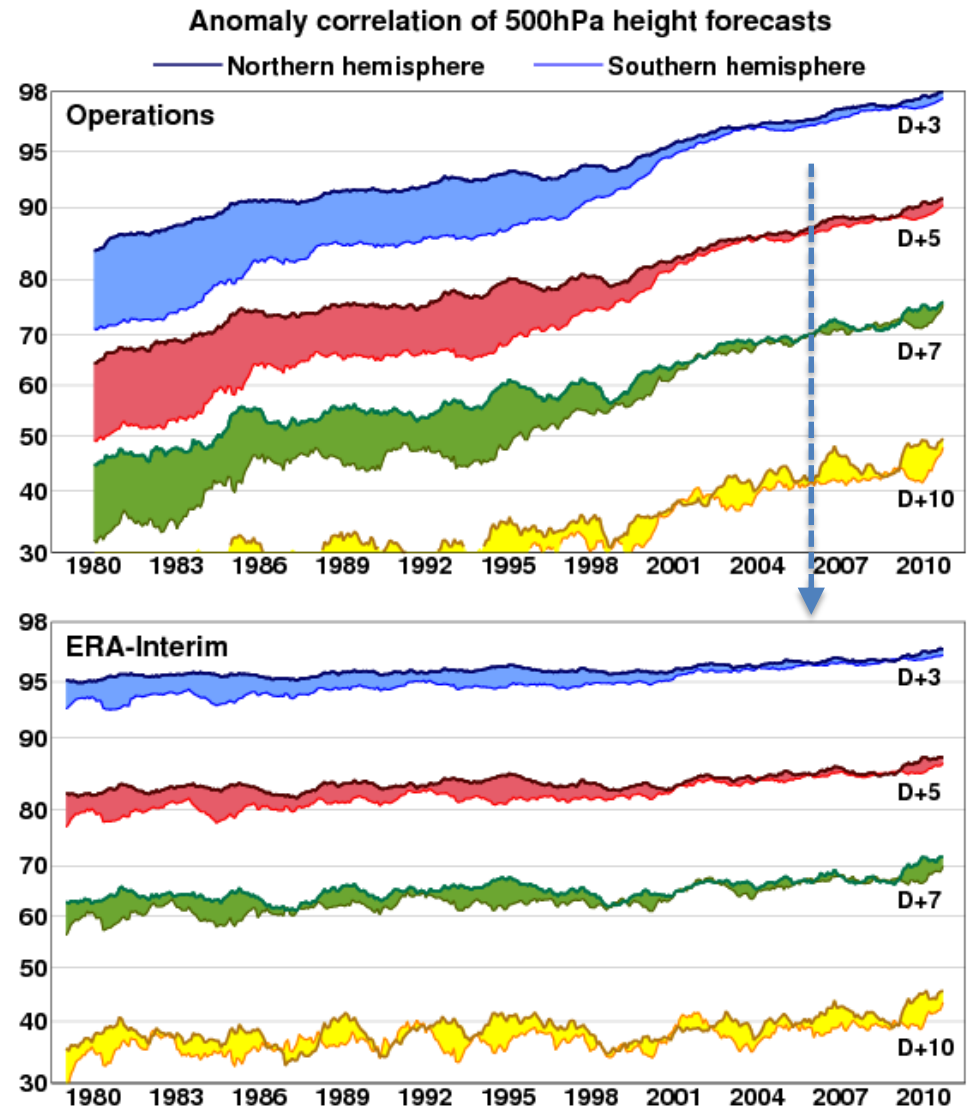 Anomaly correlation of 500hPa height forecasts
Northern hemisphere Southern hemisphere
98
Operations
D+3
95
90
D+5
80
70
D+7
60
50
40
D+10
30
1980 1983 1986 1989 1992 1995 1998 2001 2004 2007 2010
98
ERA-Interim
95
D+3
90
D+5
80
70
D+7
60
50
40
D+10
30
1980 1983 1986 1989 1992 1995 1998 2001 2004 2007 2010